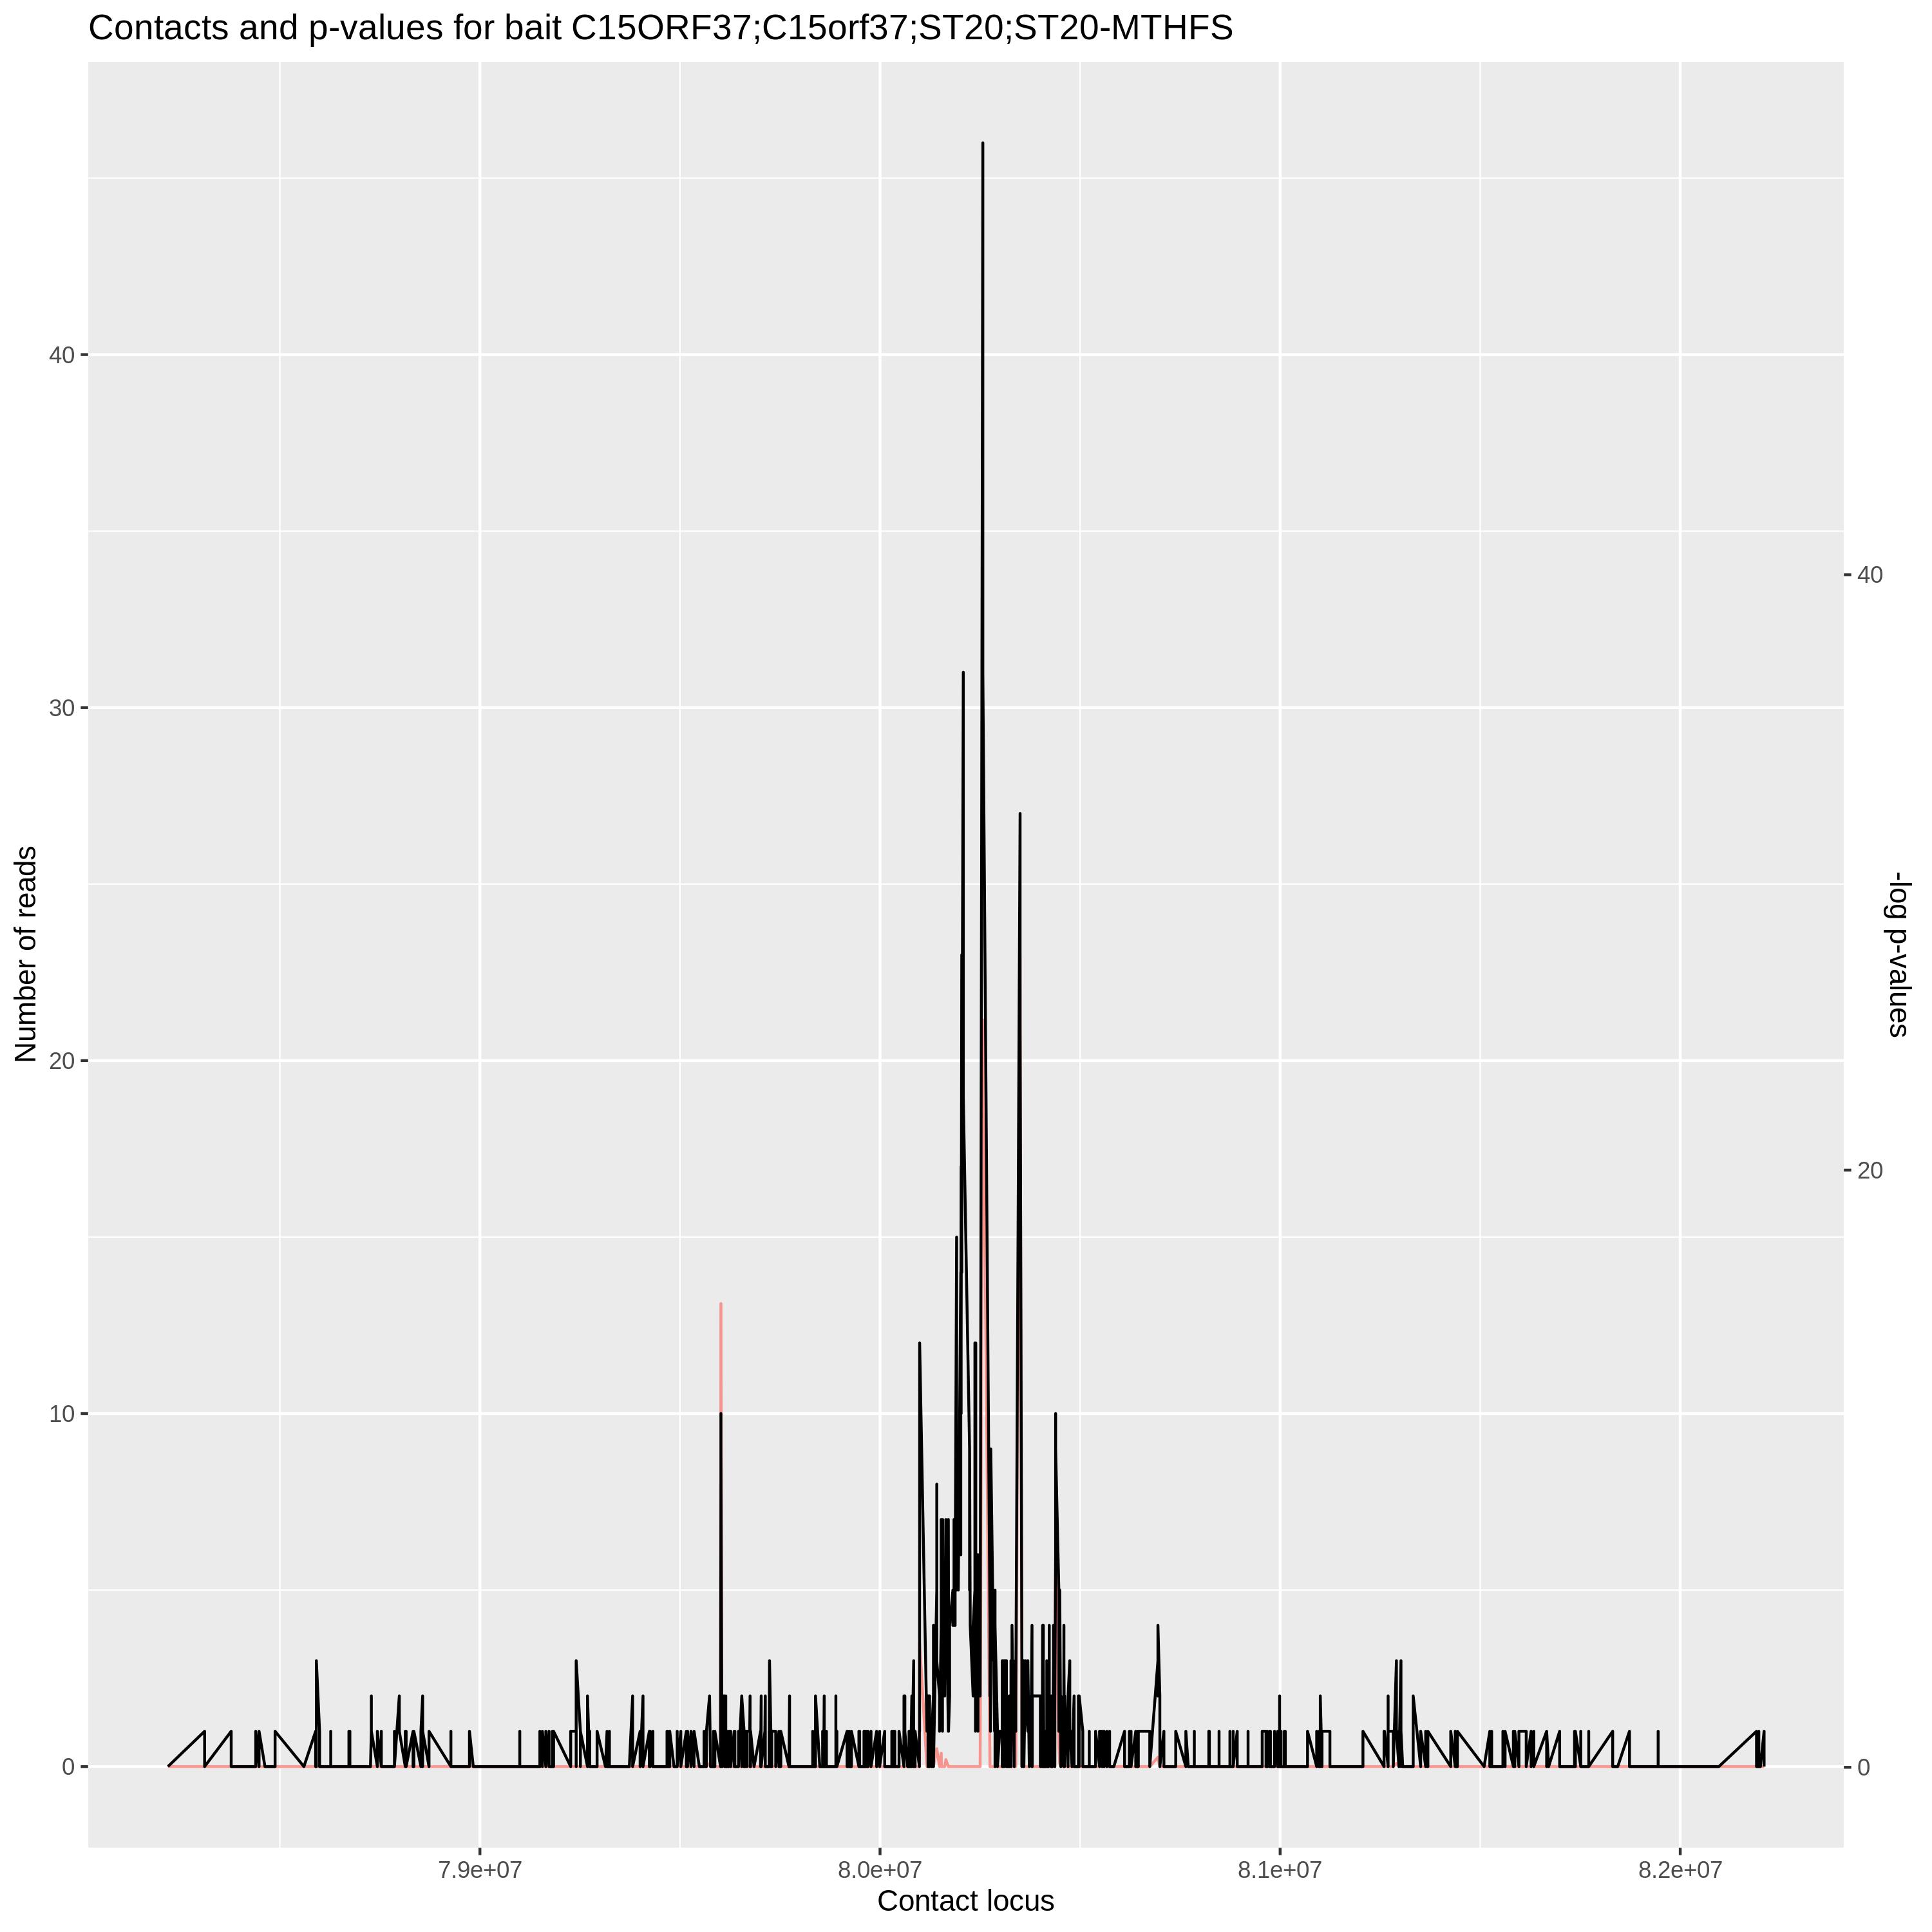 Contacts and p-values for bait C15ORF37;C15orf37;ST20;ST20-MTHFS
Number of reads
40
30
20
10
0
-log p-values
40
20
0
7.9e+07
8.0e+07
8.1e+07
8.2e+07
Contact locus